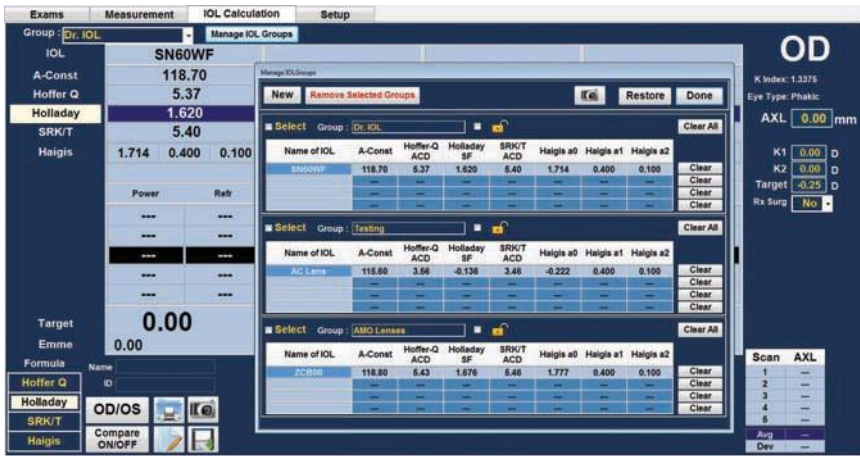 Exams Measurement IOL Calculation Setup
Group : Dr. IOL Manage IOL Groups
IOL SN60WF
A-Const 118.70
Hoffer Q 5.37
Holladay 1.620
SRK/T 5.40
Haigis 1.714 0.400 0.100
Power Refr
--- ---
--- ---
--- ---
--- ---
--- ---
Target 0.00
Emme 0.00
Formula
Hoffer Q
Holladay
SRK/T
Haigis
Name
ID
OD/OS
Compare
ON/OFF
Manage IOLGroups
New Remove Selected Groups Restore Done
Select Group : Dr. IOL Clear All
Name of IOL A-Const Hoffer-Q ACD Holladay SF SRK/T ACD Haigis a0 Haigis a1 Haigis a2
SN60WF 118.70 5.37 1.620 5.40 1.714 0.400 0.100 Clear
--- --- --- --- --- --- --- Clear
--- --- --- --- --- --- --- Clear
--- --- --- --- --- --- --- Clear
Select Group : Testing Clear All
Name of IOL A-Const Hoffer-Q ACD Holladay SF SRK/T ACD Haigis a0 Haigis a1 Haigis a2
AC Lens 115.60 3.56 -0.136 3.46 -0.222 0.400 0.100 Clear
--- --- --- --- --- --- --- Clear
--- --- --- --- --- --- --- Clear
--- --- --- --- --- --- --- Clear
Select Group : AMO Lenses Clear All
Name of IOL A-Const Hoffer-Q ACD Holladay SF SRK/T ACD Haigis a0 Haigis a1 Haigis a2
ZCB00 118.80 5.43 1.676 5.46 1.777 0.400 0.100 Clear
--- --- --- --- --- --- --- Clear
--- --- --- --- --- --- --- Clear
--- --- --- --- --- --- --- Clear
OD
K Index: 1.3375
Eye Type: Phakic
AXL 0.00 mm
K1 0.00 D
K2 0.00 D
Target -0.25 D
Rx Surg No
Scan AXL
1 ---
2 ---
3 ---
4 ---
5 ---
Avg ---
Dev ---